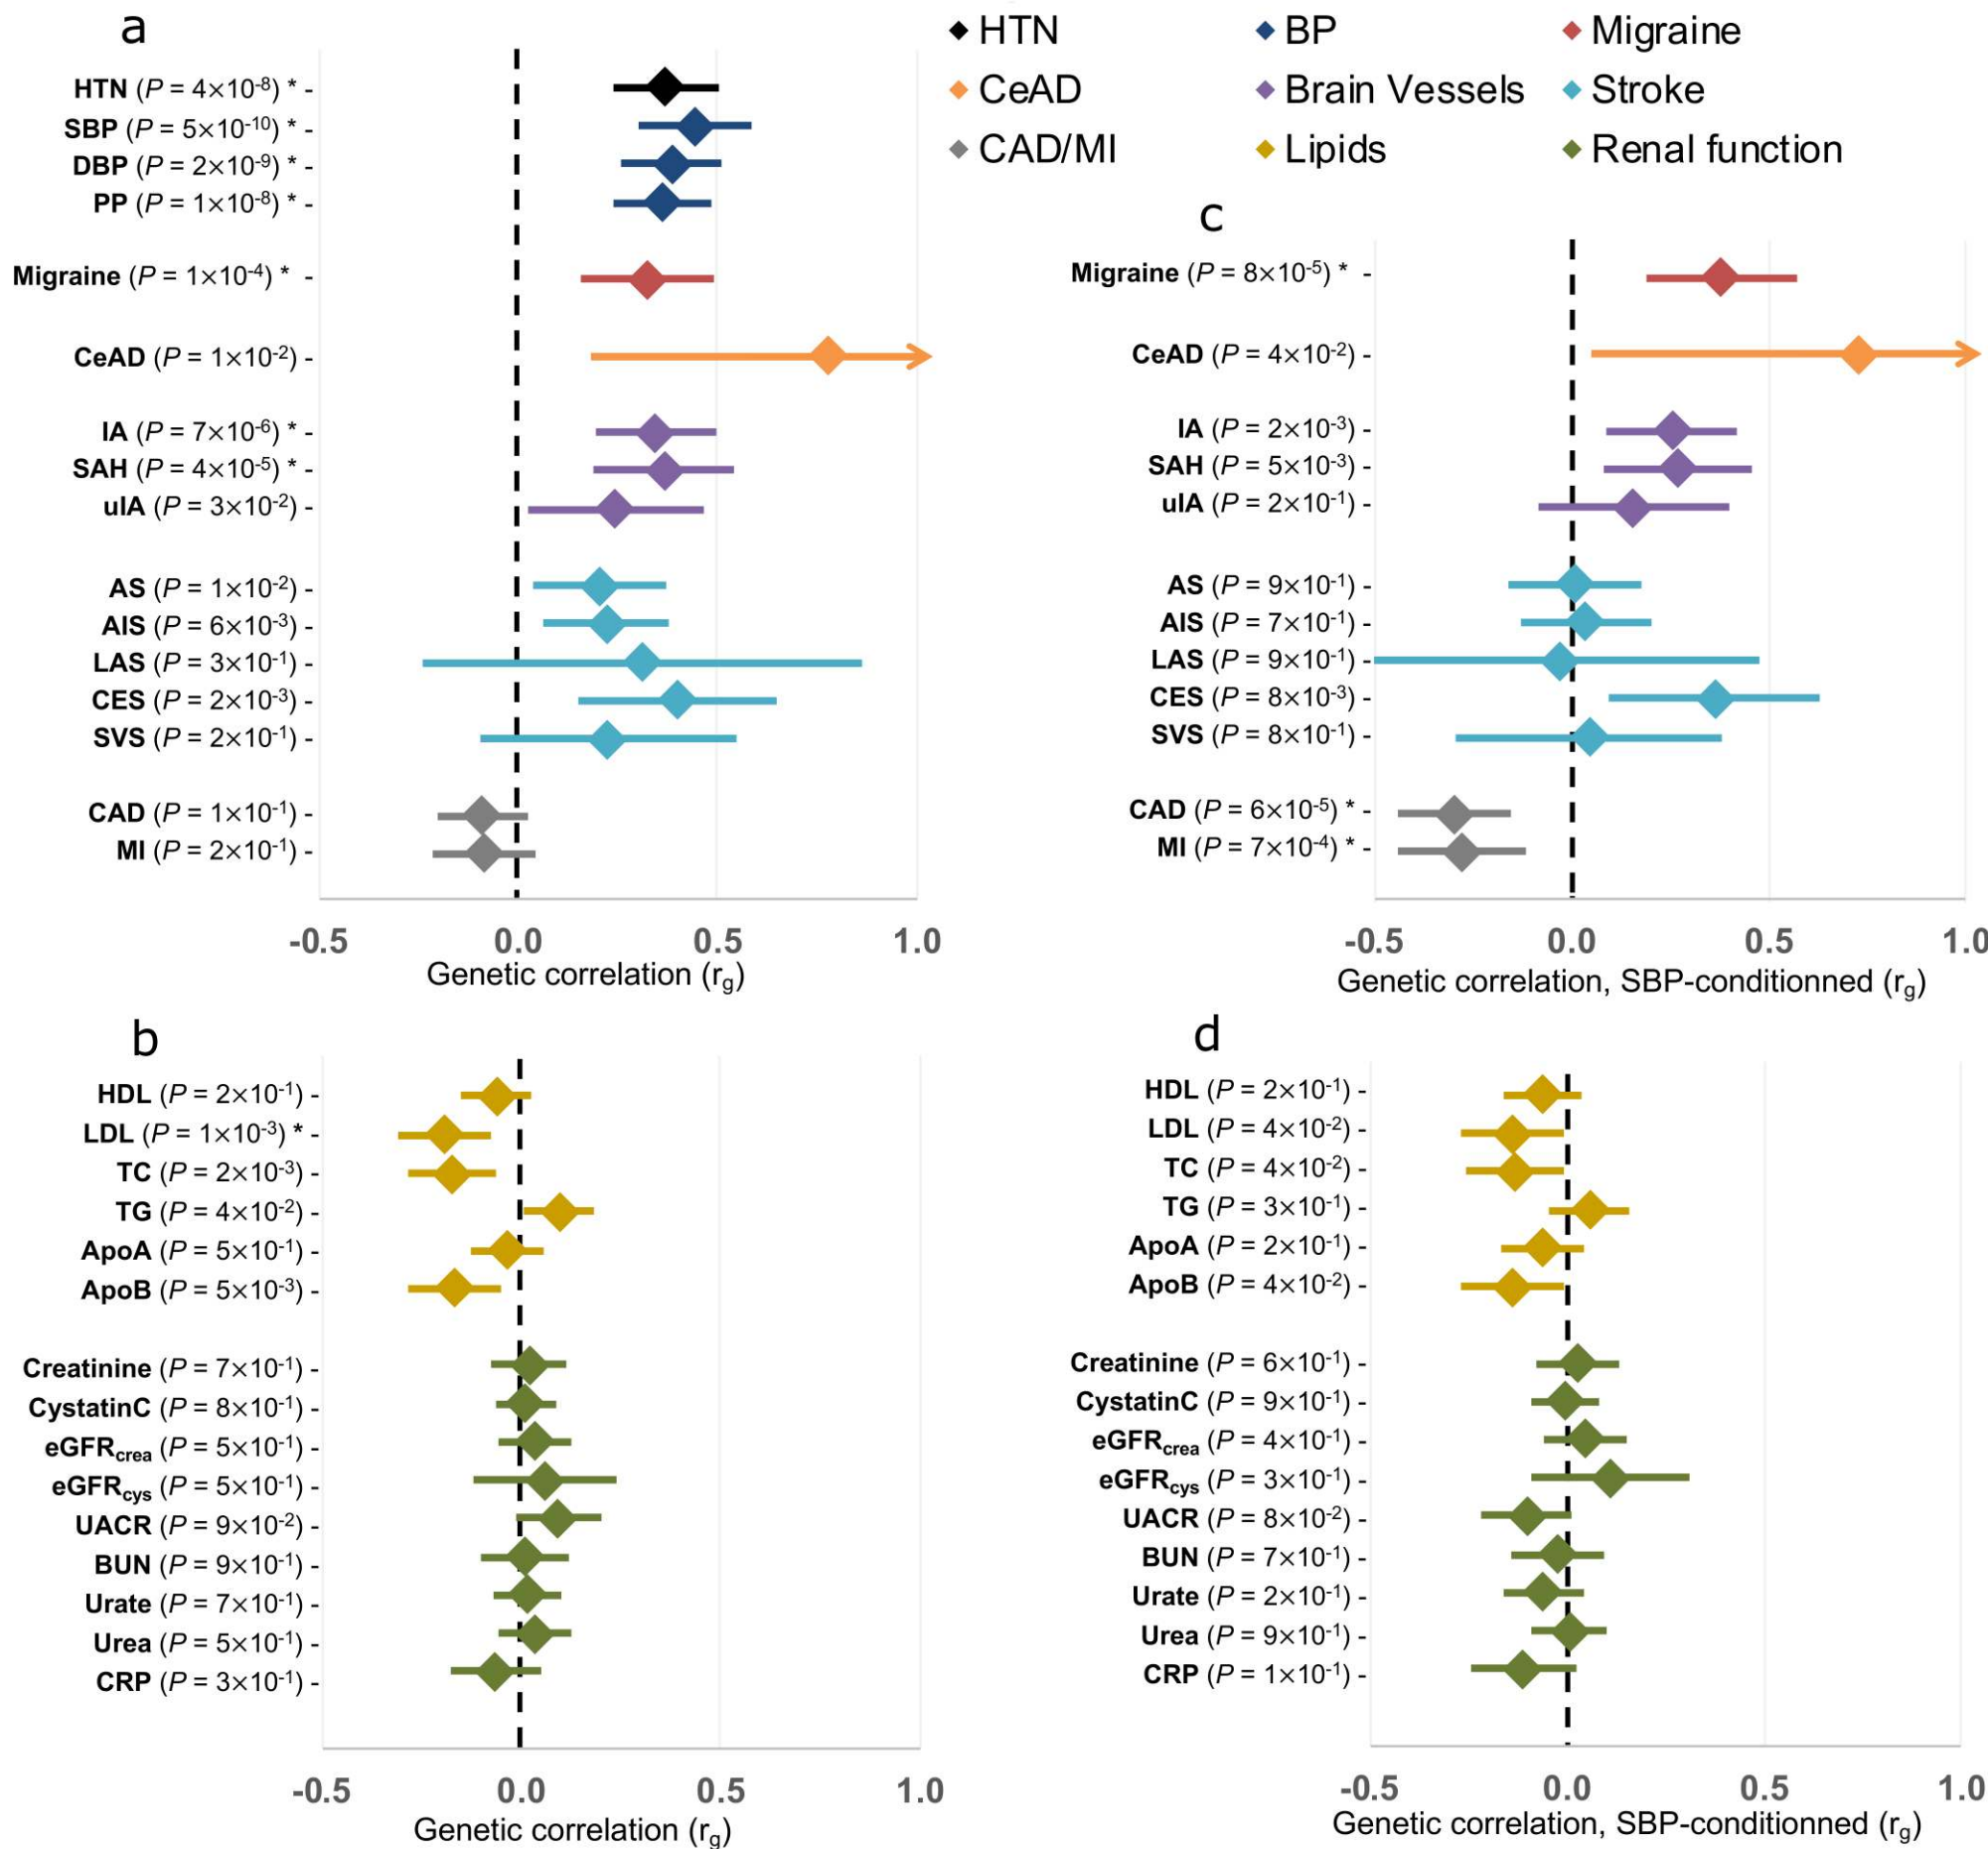 a
HTN (P = 4×10⁻⁸) * -
SBP (P = 5×10⁻¹⁰) * -
DBP (P = 2×10⁻⁹) * -
PP (P = 1×10⁻⁸) * -
Migraine (P = 1×10⁻⁴) * -
CeAD (P = 1×10⁻²) -
IA (P = 7×10⁻⁶) * -
SAH (P = 4×10⁻⁵) * -
uIA (P = 3×10⁻²) -
AS (P = 1×10⁻²) -
AIS (P = 6×10⁻³) -
LAS (P = 3×10⁻¹) -
CES (P = 2×10⁻³) -
SVS (P = 2×10⁻¹) -
CAD (P = 1×10⁻¹) -
MI (P = 2×10⁻¹) -
-0.5 0.0 0.5 1.0
Genetic correlation (rg)
HTN BP Migraine
CeAD Brain Vessels Stroke
CAD/MI Lipids Renal function
c
Migraine (P = 8×10⁻⁵) * -
CeAD (P = 4×10⁻²) -
IA (P = 2×10⁻³) -
SAH (P = 5×10⁻³) -
uIA (P = 2×10⁻¹) -
AS (P = 9×10⁻¹) -
AIS (P = 7×10⁻¹) -
LAS (P = 9×10⁻¹) -
CES (P = 8×10⁻³) -
SVS (P = 8×10⁻¹) -
CAD (P = 6×10⁻⁵) * -
MI (P = 7×10⁻⁴) * -
-0.5 0.0 0.5 1.0
Genetic correlation, SBP-conditionned (rg)
b
HDL (P = 2×10⁻¹) -
LDL (P = 1×10⁻³) * -
TC (P = 2×10⁻³) -
TG (P = 4×10⁻²) -
ApoA (P = 5×10⁻¹) -
ApoB (P = 5×10⁻³) -
Creatinine (P = 7×10⁻¹) -
CystatinC (P = 8×10⁻¹) -
eGFRcrea (P = 5×10⁻¹) -
eGFRcys (P = 5×10⁻¹) -
UACR (P = 9×10⁻²) -
BUN (P = 9×10⁻¹) -
Urate (P = 7×10⁻¹) -
Urea (P = 5×10⁻¹) -
CRP (P = 3×10⁻¹) -
-0.5 0.0 0.5 1.0
Genetic correlation (rg)
d
HDL (P = 2×10⁻¹) -
LDL (P = 4×10⁻²) -
TC (P = 4×10⁻²) -
TG (P = 3×10⁻¹) -
ApoA (P = 2×10⁻¹) -
ApoB (P = 4×10⁻²) -
Creatinine (P = 6×10⁻¹) -
CystatinC (P = 9×10⁻¹) -
eGFRcrea (P = 4×10⁻¹) -
eGFRcys (P = 3×10⁻¹) -
UACR (P = 8×10⁻²) -
BUN (P = 7×10⁻¹) -
Urate (P = 2×10⁻¹) -
Urea (P = 9×10⁻¹) -
CRP (P = 1×10⁻¹) -
-0.5 0.0 0.5 1.0
Genetic correlation, SBP-conditionned (rg)